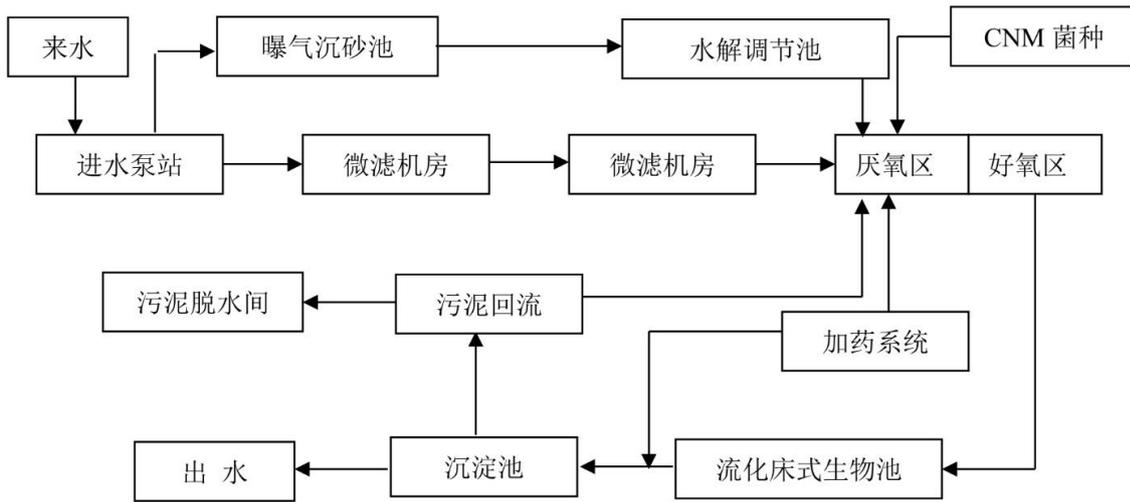 来水
曝气沉砂池
水解调节池
CNM 菌种
进水泵站
微滤机房
微滤机房
厌氧区
好氧区
污泥脱水间
污泥回流
加药系统
出 水
沉淀池
流化床式生物池